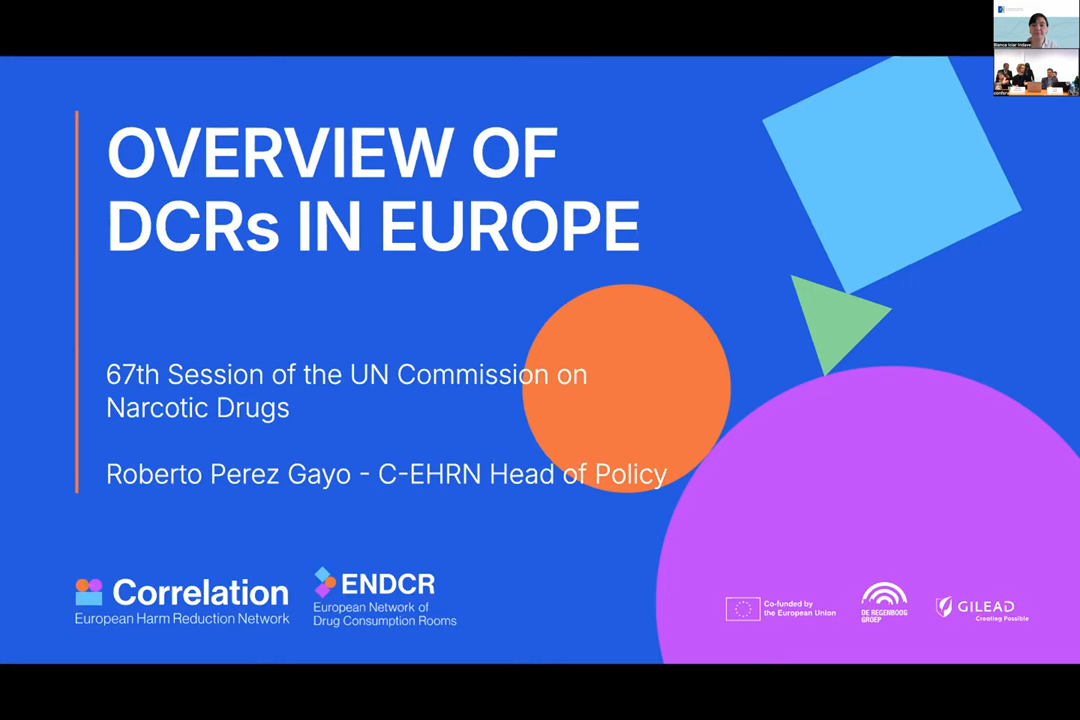 OVERVIEW OF
DCRs IN EUROPE
67th Session of the UN Commission on
Narcotic Drugs
Roberto Perez Gayo - C-EHRN Head of Policy
Correlation
European Harm Reduction Network
ENDCR
European Network of
Drug Consumption Rooms
Co-funded by
the European Union
DE REGENBOOG
GROEP
GILEAD
Creating Possible